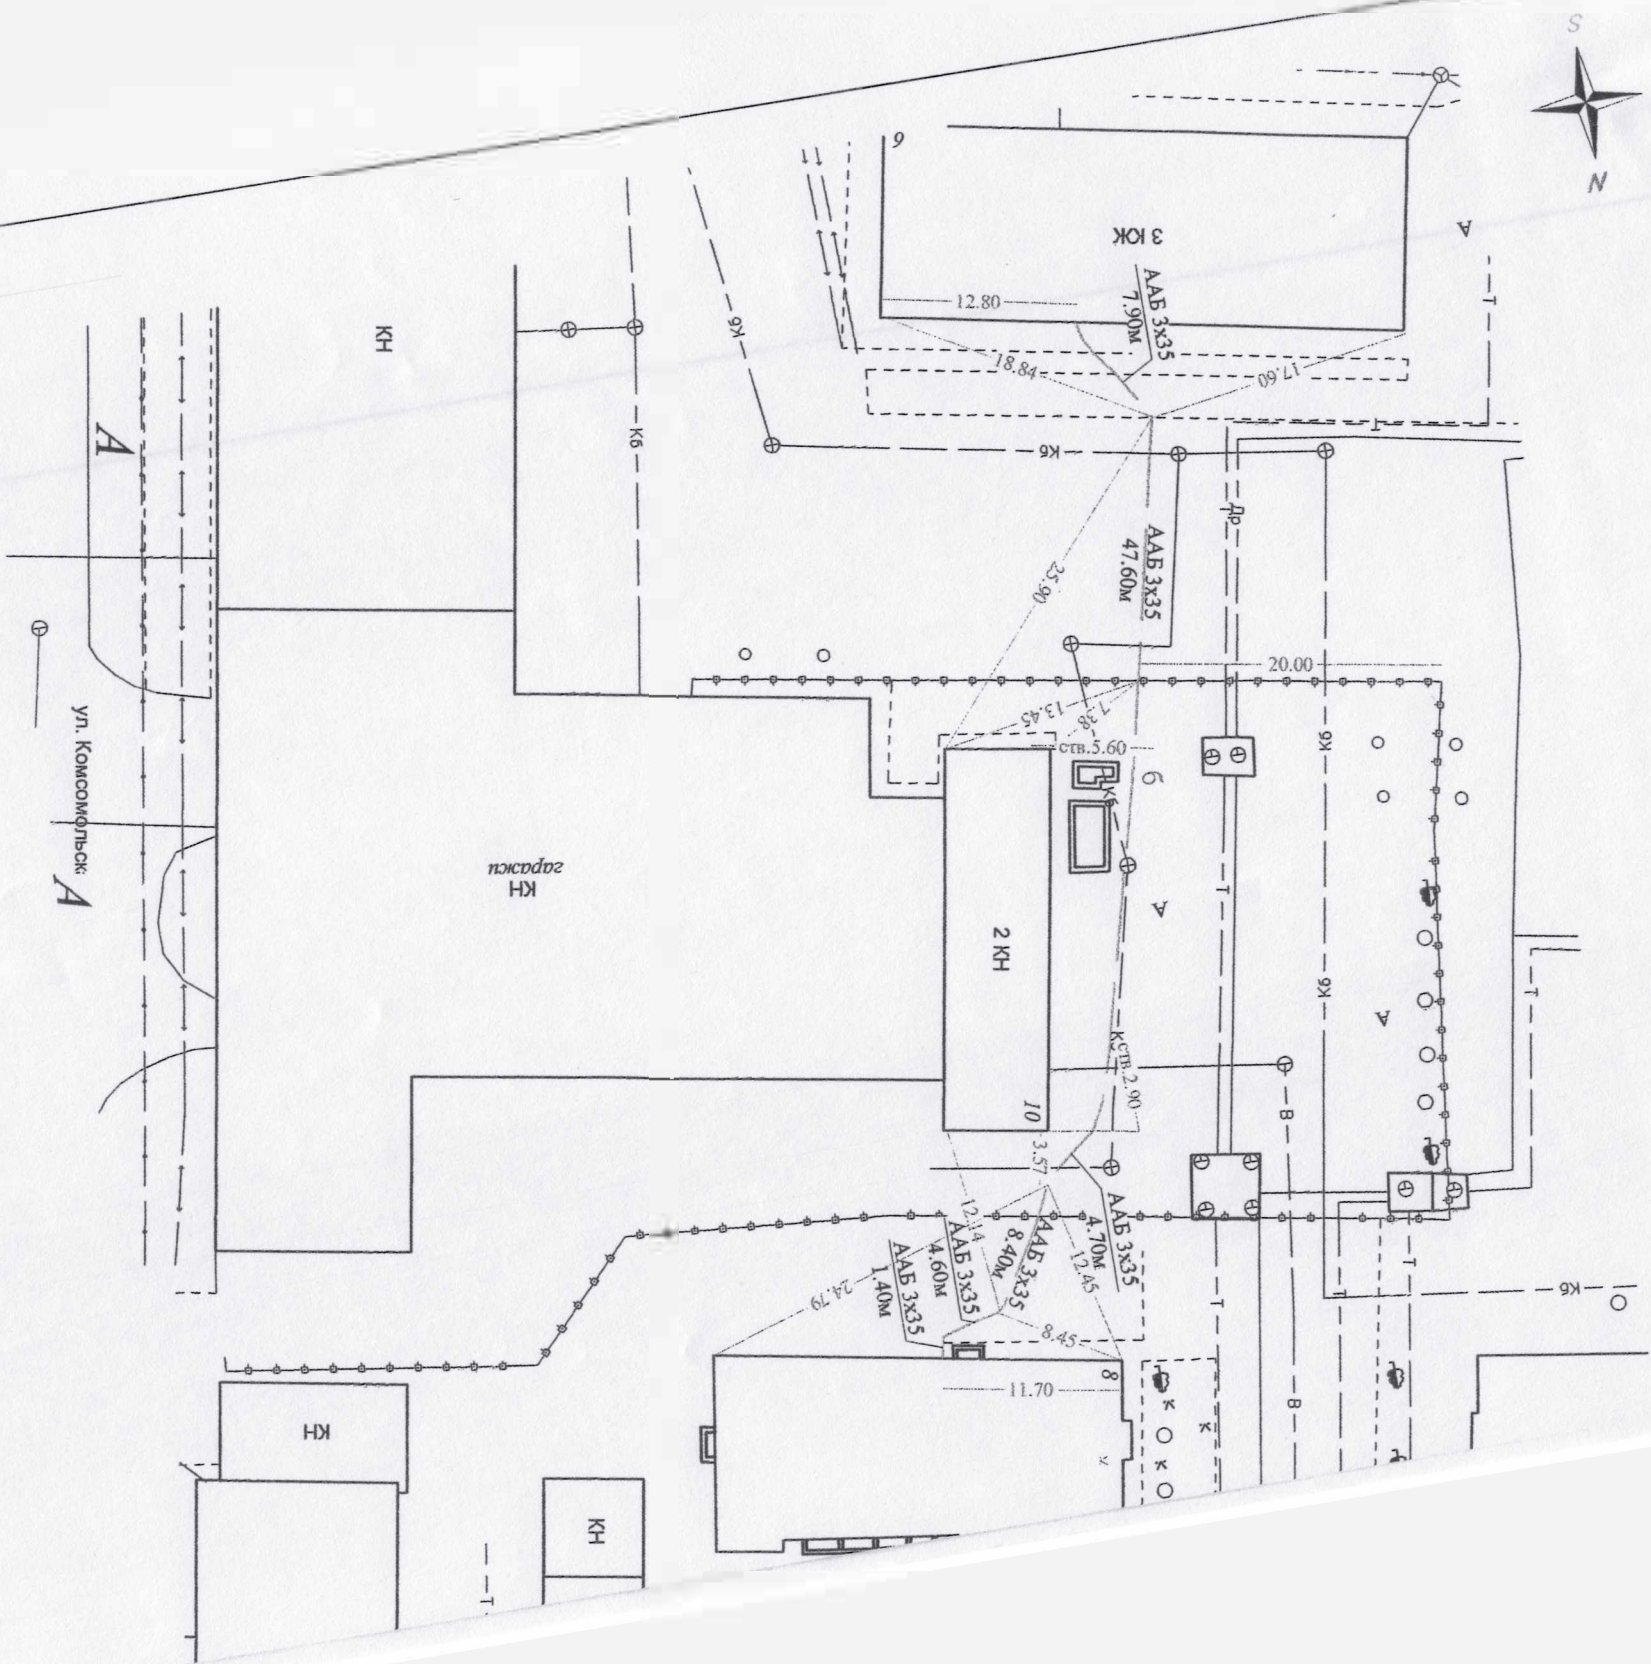 S
N
9
3 КЖ
А
ААБ 3х35
7.90м
12.80
18.84
17.60
Т
Т
КН
Кб
Кб
Кб
Др
А
ААБ 3х35
47.60м
25.90
20.00
13.45
7.38
ств.5.60
б
Кб
Кб
ул. Комсомольск
А
КН
гаражи
2 КН
А
Т
А
Кб
Т
К
ств.2.90
10
В
3.57
12.14
ААБ 3х35
4.70м
ААБ 3х35
8.40м
ААБ 3х35
4.60м
ААБ 3х35
1.40м
12.45
24.79
8.45
Т
Т
Т
Кб
8
11.70
К
К
К
К
В
КН
КН
Т